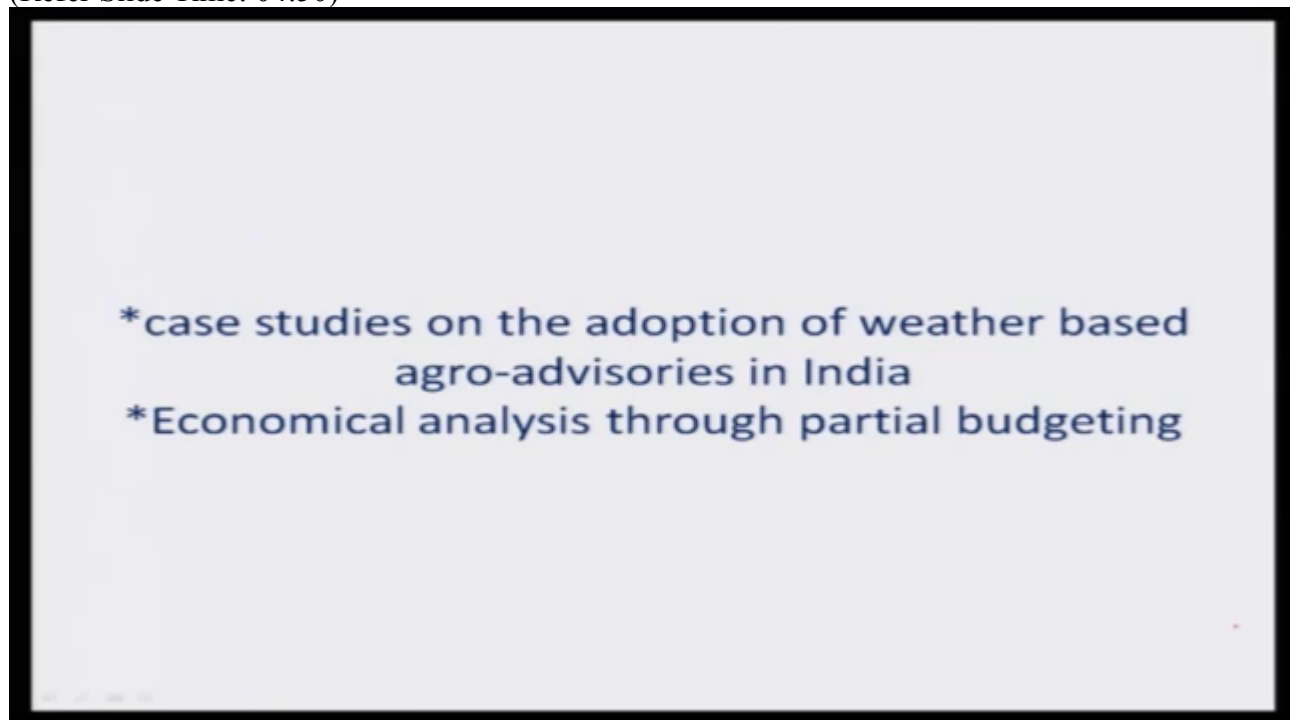 *case studies on the adoption of weather based
agro-advisories in India
*Economical analysis through partial budgeting